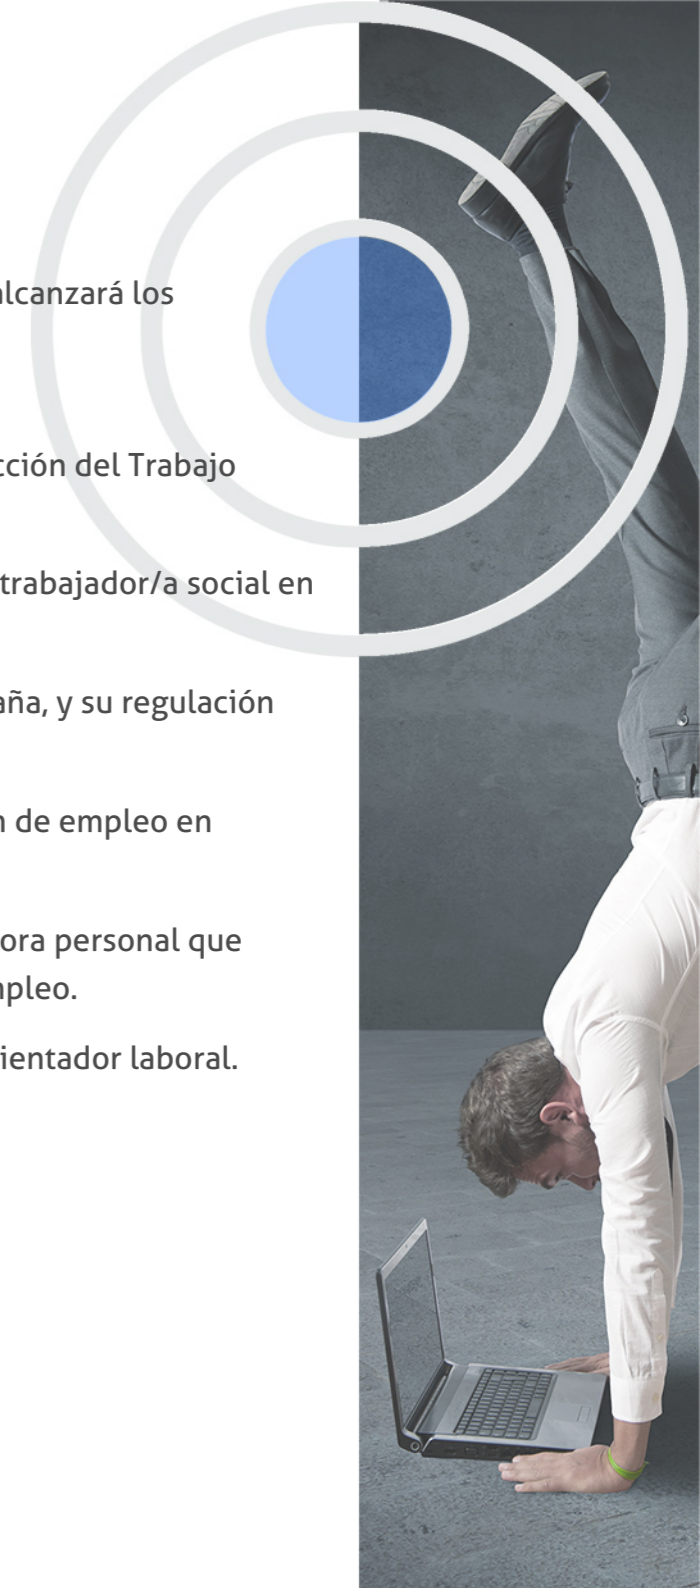 alcanzará los
cción del Trabajo
trabajador/a social en
aña, y su regulación
n de empleo en
ora personal que
mpleo.
ientador laboral.